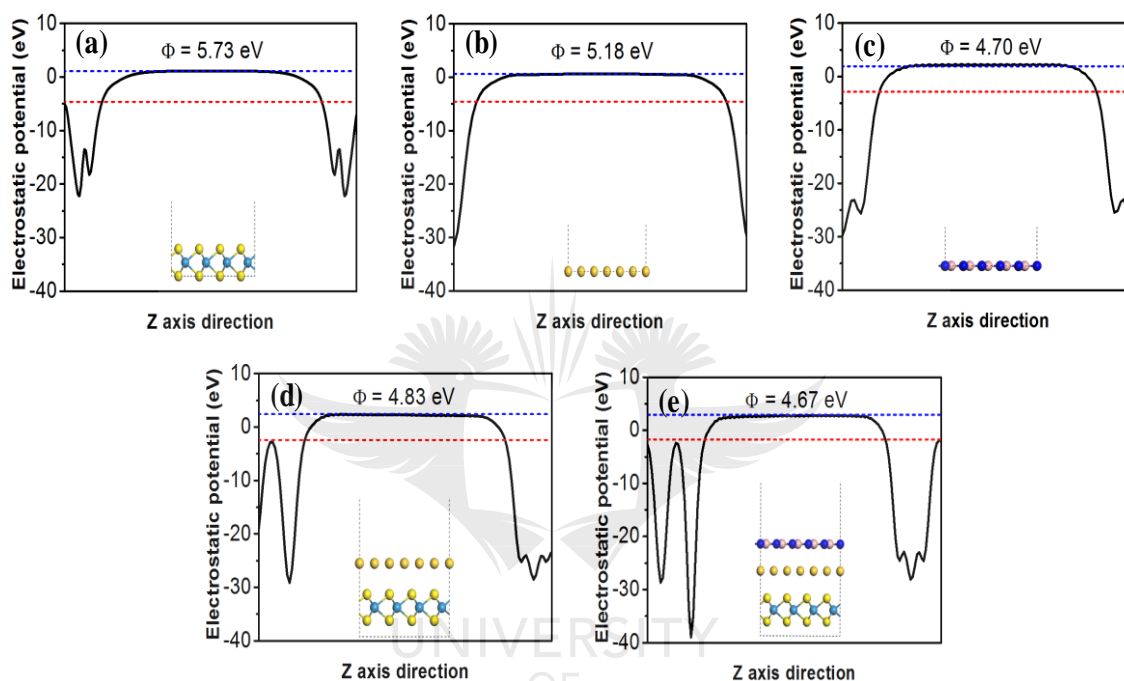 (a)
Φ = 5.73 eV
Electrostatic potential (eV)
10
0
-10
-20
-30
-40
Z axis direction
(b)
Φ = 5.18 eV
Electrostatic potential (eV)
10
0
-10
-20
-30
-40
Z axis direction
(c)
Φ = 4.70 eV
Electrostatic potential (eV)
10
0
-10
-20
-30
-40
Z axis direction
(d)
Φ = 4.83 eV
Electrostatic potential (eV)
10
0
-10
-20
-30
-40
Z axis direction
(e)
Φ = 4.67 eV
Electrostatic potential (eV)
10
0
-10
-20
-30
-40
Z axis direction
UNIVERSITY
OF